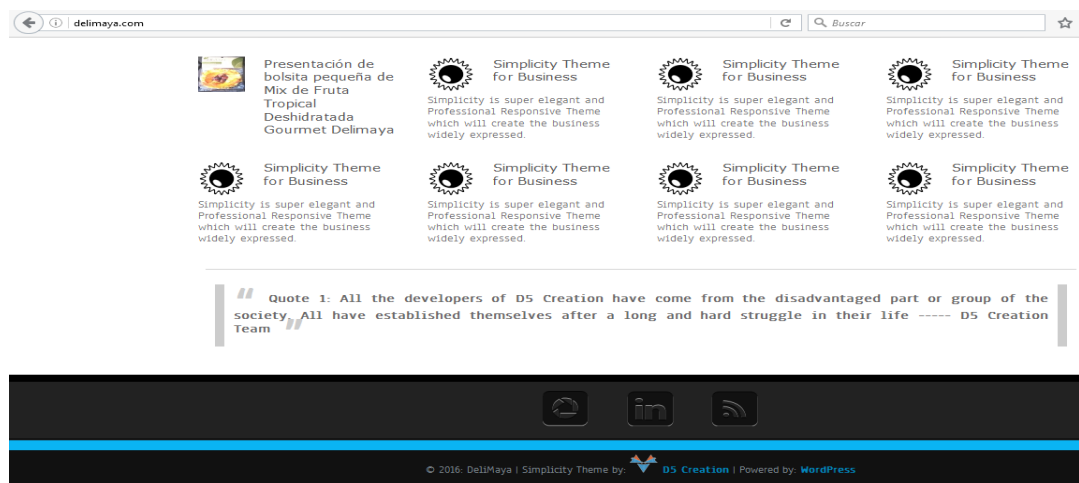 delimaya.com
Buscar
Presentación de
bolsita pequeña de
Mix de Fruta
Tropical
Deshidratada
Gourmet Delimaya
Simplicity Theme
for Business
Simplicity is super elegant and
Professional Responsive Theme
which will create the business
widely expressed.
Simplicity Theme
for Business
Simplicity is super elegant and
Professional Responsive Theme
which will create the business
widely expressed.
Simplicity Theme
for Business
Simplicity is super elegant and
Professional Responsive Theme
which will create the business
widely expressed.
Simplicity Theme
for Business
Simplicity is super elegant and
Professional Responsive Theme
which will create the business
widely expressed.
Simplicity Theme
for Business
Simplicity is super elegant and
Professional Responsive Theme
which will create the business
widely expressed.
Simplicity Theme
for Business
Simplicity is super elegant and
Professional Responsive Theme
which will create the business
widely expressed.
Simplicity Theme
for Business
Simplicity is super elegant and
Professional Responsive Theme
which will create the business
widely expressed.
“ Quote 1: All the developers of D5 Creation have come from the disadvantaged part or group of the
society. All have established themselves after a long and hard struggle in their life ----- D5 Creation
Team ”
in
© 2016: DeliMaya | Simplicity Theme by: D5 Creation | Powered by: WordPress